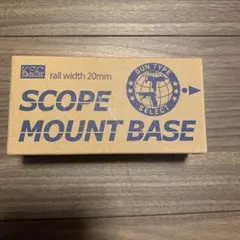 KSC rail width 20mm
SCOPE
MOUNT BASE
GUN TYPE
SELECT